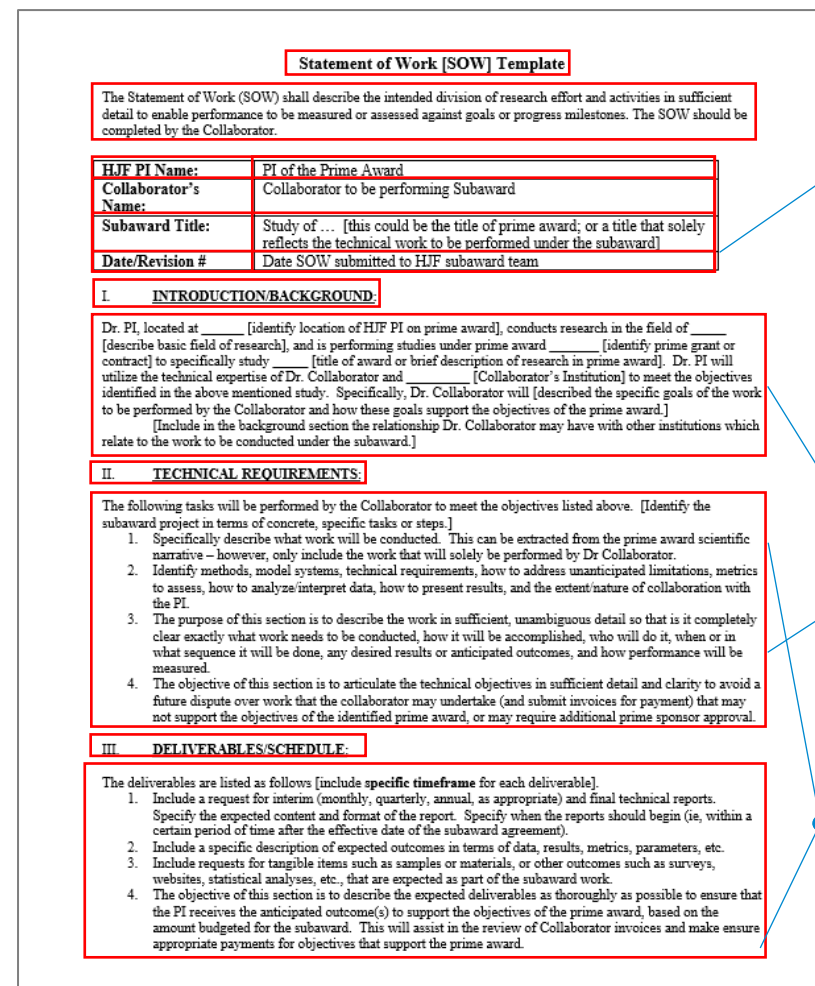 Statement of Work [SOW] Template
The Statement of Work (SOW) shall describe the intended division of research effort and activities in sufficient
detail to enable performance to be measured or assessed against goals or progress milestones. The SOW should be
completed by the Collaborator.
HJF PI Name: PI of the Prime Award
Collaborator's Collaborator to be performing Subaward
Name:
Subaward Title: Study of … [this could be the title of prime award; or a title that solely
reflects the technical work to be performed under the subaward]
Date/Revision # Date SOW submitted to HJF subaward team
I. INTRODUCTION/BACKGROUND:
Dr. PI, located at ______ [identify location of HJF PI on prime award], conducts research in the field of _____
[describe basic field of research], and is performing studies under prime award _______ [identify prime grant or
contract] to specifically study _____ [title of award or brief description of research in prime award]. Dr. PI will
utilize the technical expertise of Dr. Collaborator and _________ [Collaborator's Institution] to meet the objectives
identified in the above mentioned study. Specifically, Dr. Collaborator will [described the specific goals of the work
to be performed by the Collaborator and how these goals support the objectives of the prime award.]
[Include in the background section the relationship Dr. Collaborator may have with other institutions which
relate to the work to be conducted under the subaward.]
II. TECHNICAL REQUIREMENTS:
The following tasks will be performed by the Collaborator to meet the objectives listed above. [Identify the
subaward project in terms of concrete, specific tasks or steps.]
1. Specifically describe what work will be conducted. This can be extracted from the prime award scientific
narrative – however, only include the work that will solely be performed by Dr Collaborator.
2. Identify methods, model systems, technical requirements, how to address unanticipated limitations, metrics
to assess, how to analyze/interpret data, how to present results, and the extent/nature of collaboration with
the PI.
3. The purpose of this section is to describe the work in sufficient, unambiguous detail so that is it completely
clear exactly what work needs to be conducted, how it will be accomplished, who will do it, when or in
what sequence it will be done, any desired results or anticipated outcomes, and how performance will be
measured.
4. The objective of this section is to articulate the technical objectives in sufficient detail and clarity to avoid a
future dispute over work that the collaborator may undertake (and submit invoices for payment) that may
not support the objectives of the identified prime award, or may require additional prime sponsor approval.
III. DELIVERABLES/SCHEDULE:
The deliverables are listed as follows [include specific timeframe for each deliverable].
1. Include a request for interim (monthly, quarterly, annual, as appropriate) and final technical reports.
Specify the expected content and format of the report. Specify when the reports should begin (ie, within a
certain period of time after the effective date of the subaward agreement).
2. Include a specific description of expected outcomes in terms of data, results, metrics, parameters, etc.
3. Include requests for tangible items such as samples or materials, or other outcomes such as surveys,
websites, statistical analyses, etc., that are expected as part of the subaward work.
4. The objective of this section is to describe the expected deliverables as thoroughly as possible to ensure that
the PI receives the anticipated outcome(s) to support the objectives of the prime award, based on the
amount budgeted for the subaward. This will assist in the review of Collaborator invoices and make ensure
appropriate payments for objectives that support the prime award.